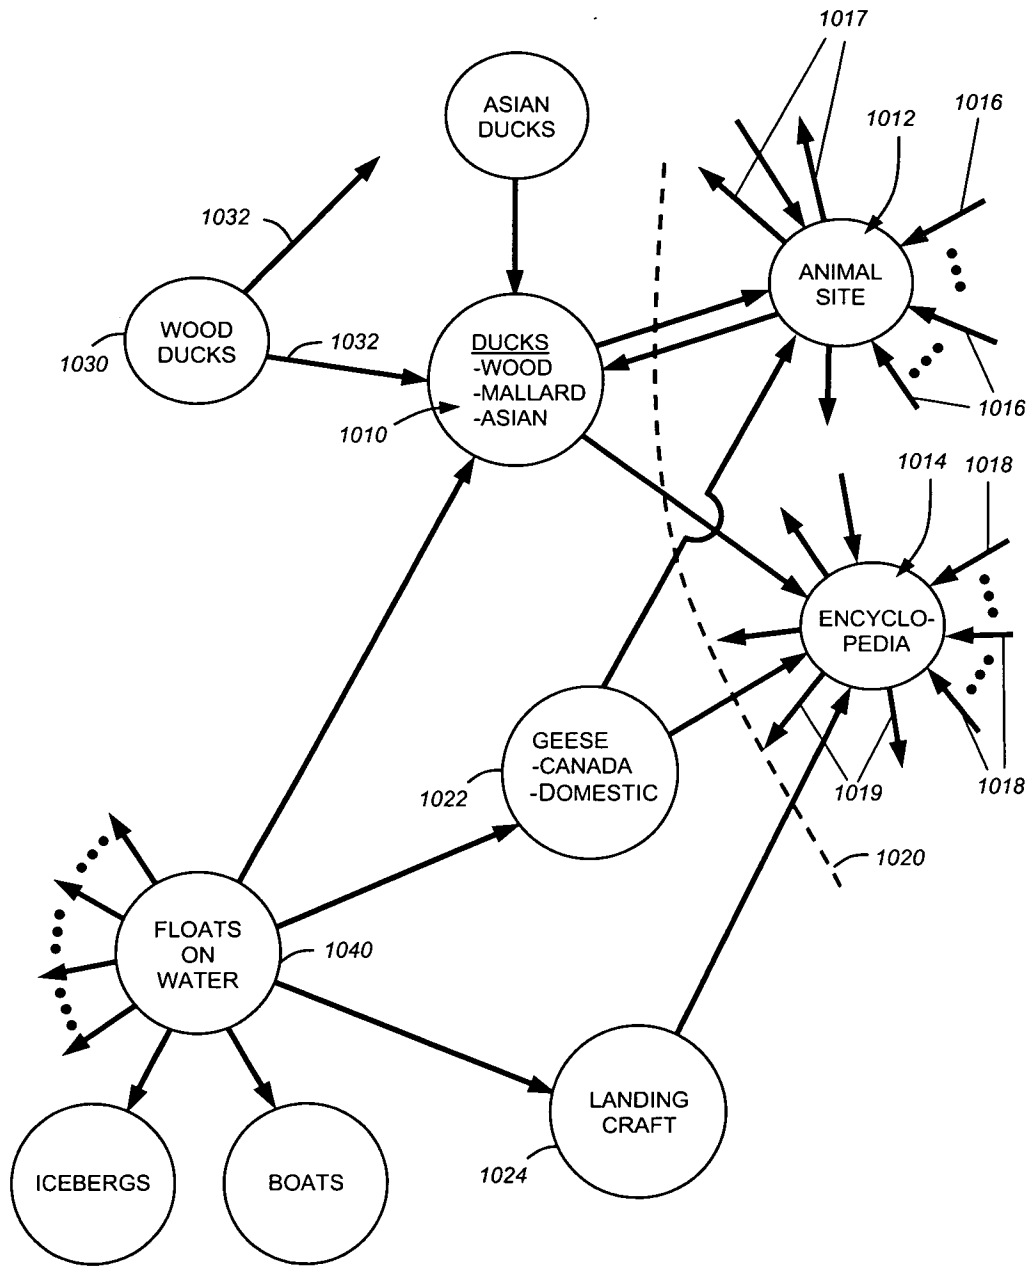 1017
ASIAN
DUCKS
1012
1016
1032
ANIMAL
SITE
WOOD
DUCKS
1030
1032
DUCKS
-WOOD
-MALLARD
-ASIAN
1010
1016
1014
1018
ENCYCLO-
PEDIA
GEESE
-CANADA
-DOMESTIC
1022
1019
1018
1020
FLOATS
ON
WATER
1040
LANDING
CRAFT
1024
ICEBERGS
BOATS